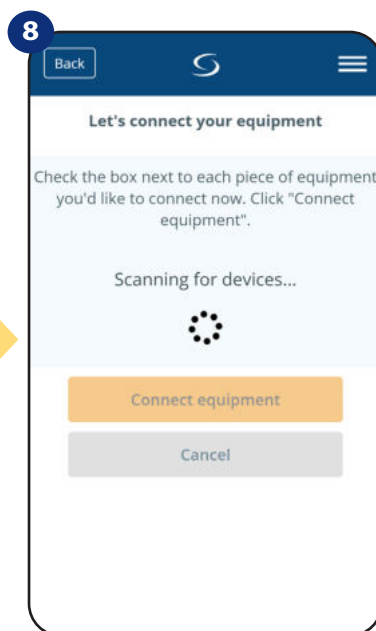 8
Back
Let's connect your equipment
Check the box next to each piece of equipment
you'd like to connect now. Click "Connect
equipment".
Scanning for devices...
Connect equipment
Cancel